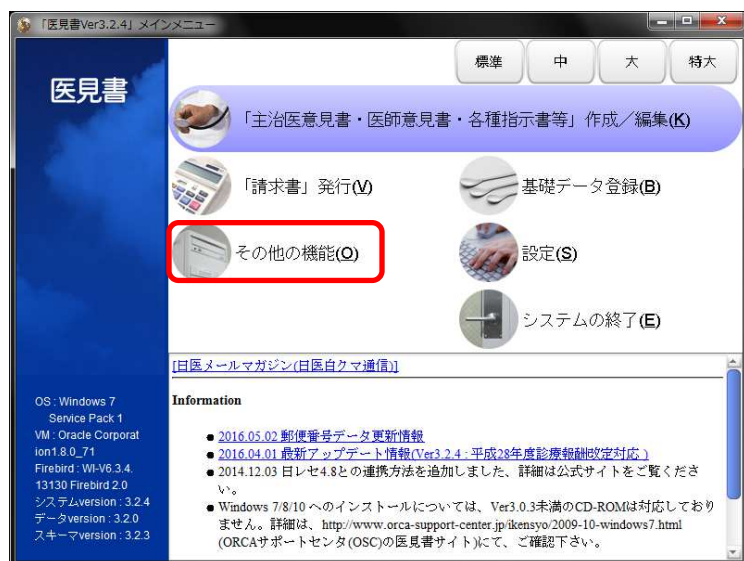 「医見書Ver3.2.4」メインメニュー
標準 中 大 特大
医見書
「主治医意見書・医師意見書・各種指示書等」作成／編集(K)
「請求書」発行(V)
基礎データ登録(B)
その他の機能(O)
設定(S)
システムの終了(E)
[日医メールマガジン(日医白クマ通信)]
Information
2016.05.02 郵便番号データ更新情報
2016.04.01 最新アップデート情報(Ver3.2.4 : 平成28年度診療報酬改定対応 )
2014.12.03 日レセ4.8との連携方法を追加しました、詳細は公式サイトをご覧くださ
い。
Windows 7/8/10 へのインストールについては、Ver3.0.3未満のCD-ROMは対応しており
ません。詳細は、http://www.orca-support-center.jp/ikensyo/2009-10-windows7.html
(ORCAサポートセンタ(OSC)の医見書サイト)にて、ご確認下さい。
OS : Windows 7
Service Pack 1
VM : Oracle Corporat
ion1.8.0_71
Firebird : WI-V6.3.4.
13130 Firebird 2.0
システムversion : 3.2.4
データversion : 3.2.0
スキーマversion : 3.2.3